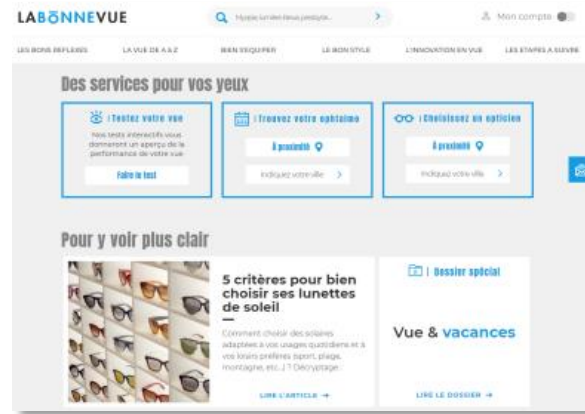 LABONNEVUE
Mon compte
LES BONS REFLEXES LA VUE DE A A Z BIEN S'EQUIPER LE BON STYLE L'INNOVATION EN VUE LES ETAPES A SUIVRE
Des services pour vos yeux
Testez votre vue
Nos tests interactifs vous
donneront un aperçu de la
performance de votre vue
Faire le test
Trouvez votre ophtalmo
À proximité
Indiquez votre ville
Choisissez un opticien
À proximité
Indiquez votre ville
Pour y voir plus clair
5 critères pour bien
choisir ses lunettes
de soleil
Comment choisir des solaires
adaptées à vos usages quotidiens et à
vos loisirs préférés (sport, plage,
montagne, etc...) ? Décryptage.
LIRE L'ARTICLE →
Dossier spécial
Vue & vacances
LIRE LE DOSSIER →